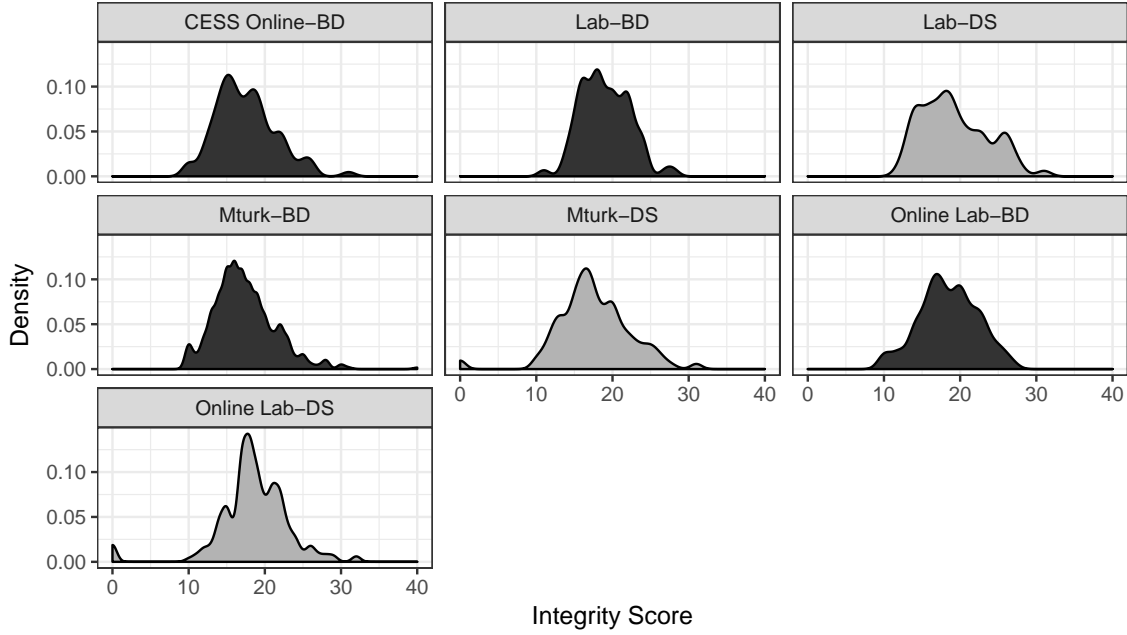 CESS Online−BD
Lab−BD
Lab−DS
0.10
0.05
0.00
Mturk−BD
Mturk−DS
Online Lab−BD
0.10
0.05
0.00
0 10 20 30 40
0 10 20 30 40
Online Lab−DS
0.10
0.05
0.00
0 10 20 30 40
Density
Integrity Score